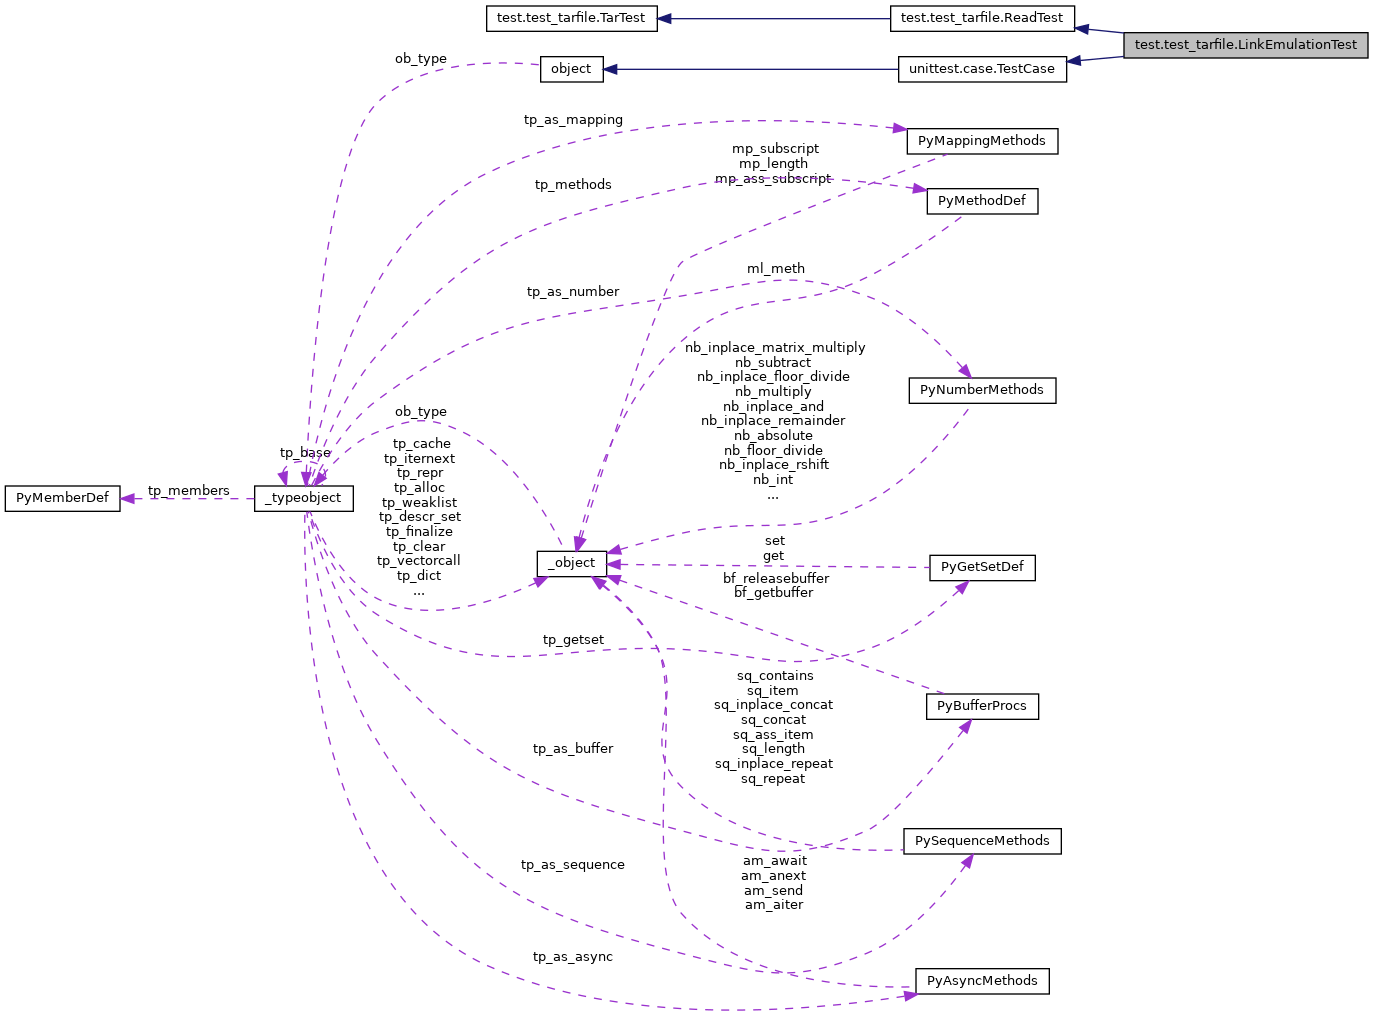 test.test_tarfile.TarTest
test.test_tarfile.ReadTest
test.test_tarfile.LinkEmulationTest
ob_type
object
unittest.case.TestCase
tp_as_mapping
PyMappingMethods
mp_subscript
mp_length
mp_ass_subscript
tp_methods
PyMethodDef
ml_meth
tp_as_number
nb_inplace_matrix_multiply
nb_subtract
nb_inplace_floor_divide
nb_multiply
nb_inplace_and
nb_inplace_remainder
nb_absolute
nb_floor_divide
nb_inplace_rshift
nb_int
...
PyNumberMethods
ob_type
tp_cache
tp_iternext
tp_repr
tp_alloc
tp_weaklist
tp_descr_set
tp_finalize
tp_clear
tp_vectorcall
tp_dict
...
tp_base
PyMemberDef
tp_members
_typeobject
_object
set
get
PyGetSetDef
bf_releasebuffer
bf_getbuffer
tp_getset
sq_contains
sq_item
sq_inplace_concat
sq_concat
sq_ass_item
sq_length
sq_inplace_repeat
sq_repeat
PyBufferProcs
tp_as_buffer
PySequenceMethods
tp_as_sequence
am_await
am_anext
am_send
am_aiter
tp_as_async
PyAsyncMethods